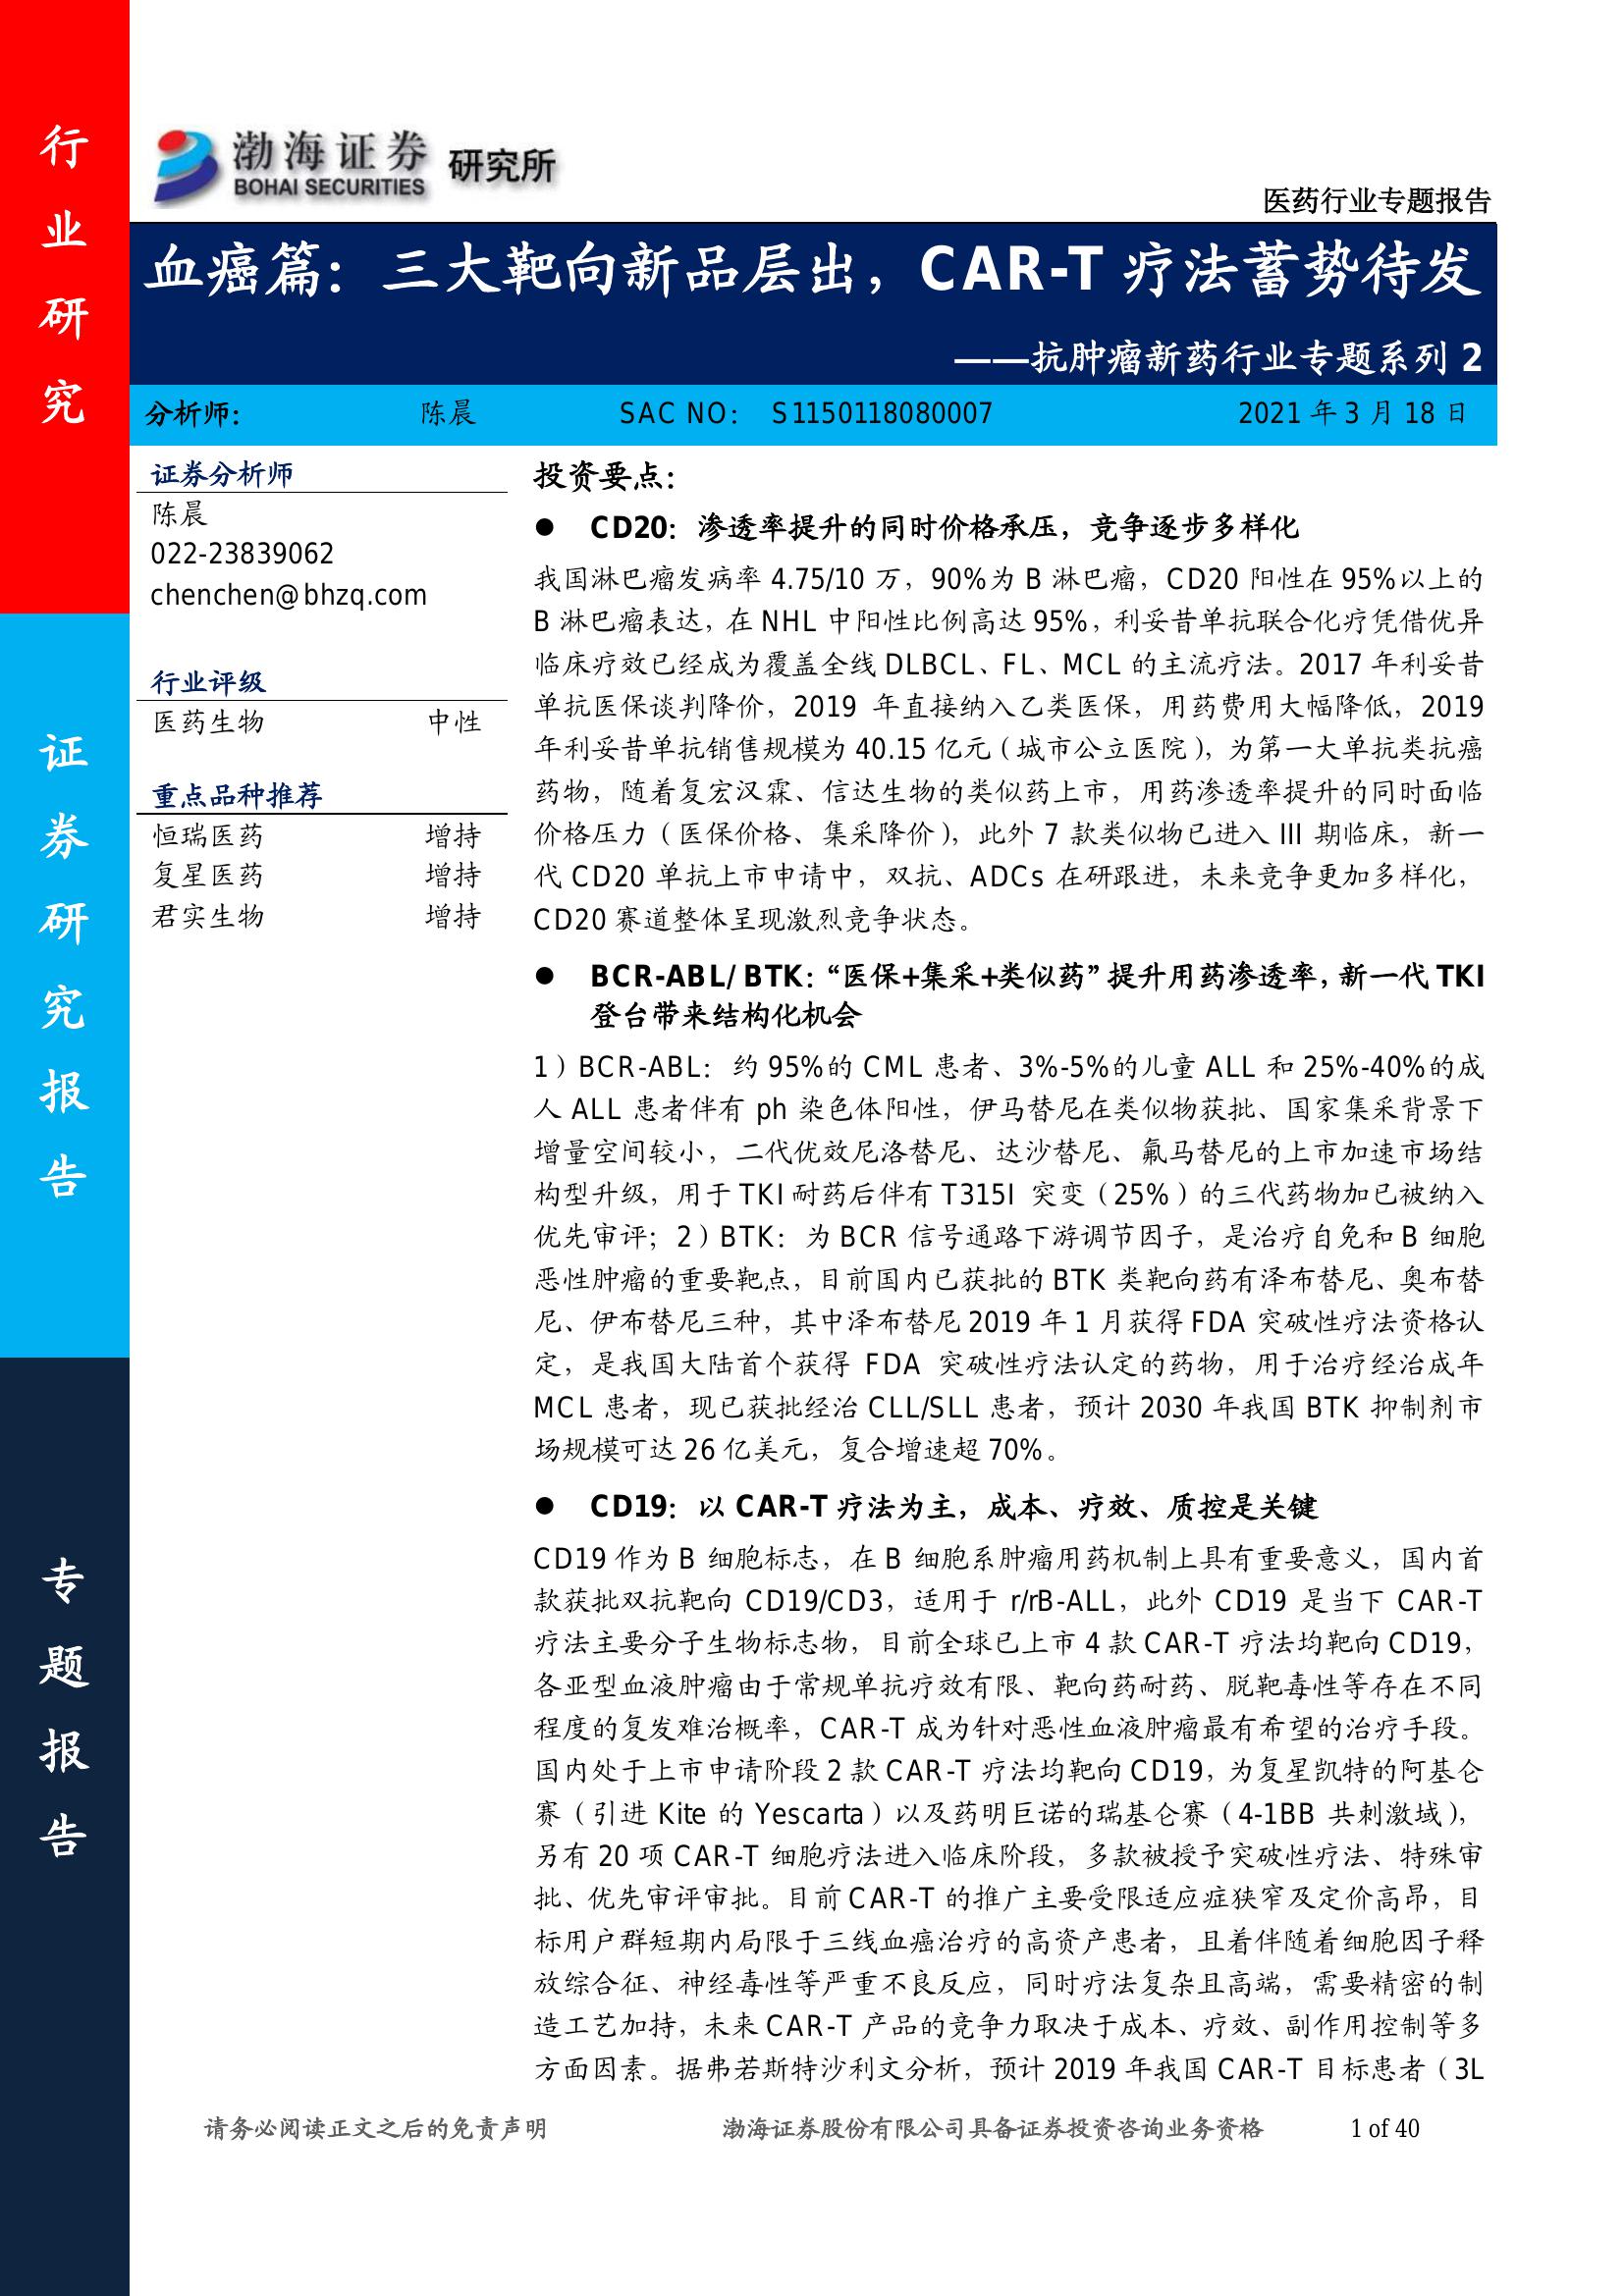 行
业
研
究
证
券
研
究
报
告
专
题
报
告
渤海证券 研究所
BOHAI SECURITIES
医药行业专题报告
血癌篇：三大靶向新品层出，CAR-T 疗法蓄势待发
——抗肿瘤新药行业专题系列 2
分析师： 陈晨 SAC NO： S1150118080007 2021 年 3 月 18 日
证券分析师
陈晨
022-23839062
chenchen@bhzq.com
行业评级
医药生物 中性
重点品种推荐
恒瑞医药 增持
复星医药 增持
君实生物 增持
投资要点：
● CD20：渗透率提升的同时价格承压，竞争逐步多样化
我国淋巴瘤发病率 4.75/10 万，90%为 B 淋巴瘤，CD20 阳性在 95%以上的
B 淋巴瘤表达，在 NHL 中阳性比例高达 95%，利妥昔单抗联合化疗凭借优异
临床疗效已经成为覆盖全线 DLBCL、FL、MCL 的主流疗法。2017 年利妥昔
单抗医保谈判降价，2019 年直接纳入乙类医保，用药费用大幅降低，2019
年利妥昔单抗销售规模为 40.15 亿元（城市公立医院），为第一大单抗类抗癌
药物，随着复宏汉霖、信达生物的类似药上市，用药渗透率提升的同时面临
价格压力（医保价格、集采降价），此外 7 款类似物已进入 III 期临床，新一
代 CD20 单抗上市申请中，双抗、ADCs 在研跟进，未来竞争更加多样化，
CD20 赛道整体呈现激烈竞争状态。
● BCR-ABL/ BTK：“医保+集采+类似药”提升用药渗透率，新一代 TKI
登台带来结构化机会
1）BCR-ABL：约 95%的 CML 患者、3%-5%的儿童 ALL 和 25%-40%的成
人 ALL 患者伴有 ph 染色体阳性，伊马替尼在类似物获批、国家集采背景下
增量空间较小，二代优效尼洛替尼、达沙替尼、氟马替尼的上市加速市场结
构型升级，用于 TKI 耐药后伴有 T315I 突变（25%）的三代药物加已被纳入
优先审评；2）BTK：为 BCR 信号通路下游调节因子，是治疗自免和 B 细胞
恶性肿瘤的重要靶点，目前国内已获批的 BTK 类靶向药有泽布替尼、奥布替
尼、伊布替尼三种，其中泽布替尼 2019 年 1 月获得 FDA 突破性疗法资格认
定，是我国大陆首个获得 FDA 突破性疗法认定的药物，用于治疗经治成年
MCL 患者，现已获批经治 CLL/SLL 患者，预计 2030 年我国 BTK 抑制剂市
场规模可达 26 亿美元，复合增速超 70%。
● CD19：以 CAR-T 疗法为主，成本、疗效、质控是关键
CD19 作为 B 细胞标志，在 B 细胞系肿瘤用药机制上具有重要意义，国内首
款获批双抗靶向 CD19/CD3，适用于 r/rB-ALL，此外 CD19 是当下 CAR-T
疗法主要分子生物标志物，目前全球已上市 4 款 CAR-T 疗法均靶向 CD19，
各亚型血液肿瘤由于常规单抗疗效有限、靶向药耐药、脱靶毒性等存在不同
程度的复发难治概率，CAR-T 成为针对恶性血液肿瘤最有希望的治疗手段。
国内处于上市申请阶段 2 款 CAR-T 疗法均靶向 CD19，为复星凯特的阿基仑
赛（引进 Kite 的 Yescarta）以及药明巨诺的瑞基仑赛（4-1BB 共刺激域），
另有 20 项 CAR-T 细胞疗法进入临床阶段，多款被授予突破性疗法、特殊审
批、优先审评审批。目前 CAR-T 的推广主要受限适应症狭窄及定价高昂，目
标用户群短期内局限于三线血癌治疗的高资产患者，且着伴随着细胞因子释
放综合征、神经毒性等严重不良反应，同时疗法复杂且高端，需要精密的制
造工艺加持，未来 CAR-T 产品的竞争力取决于成本、疗效、副作用控制等多
方面因素。据弗若斯特沙利文分析，预计 2019 年我国 CAR-T 目标患者（3L
请务必阅读正文之后的免责声明 渤海证券股份有限公司具备证券投资咨询业务资格 1 of 40